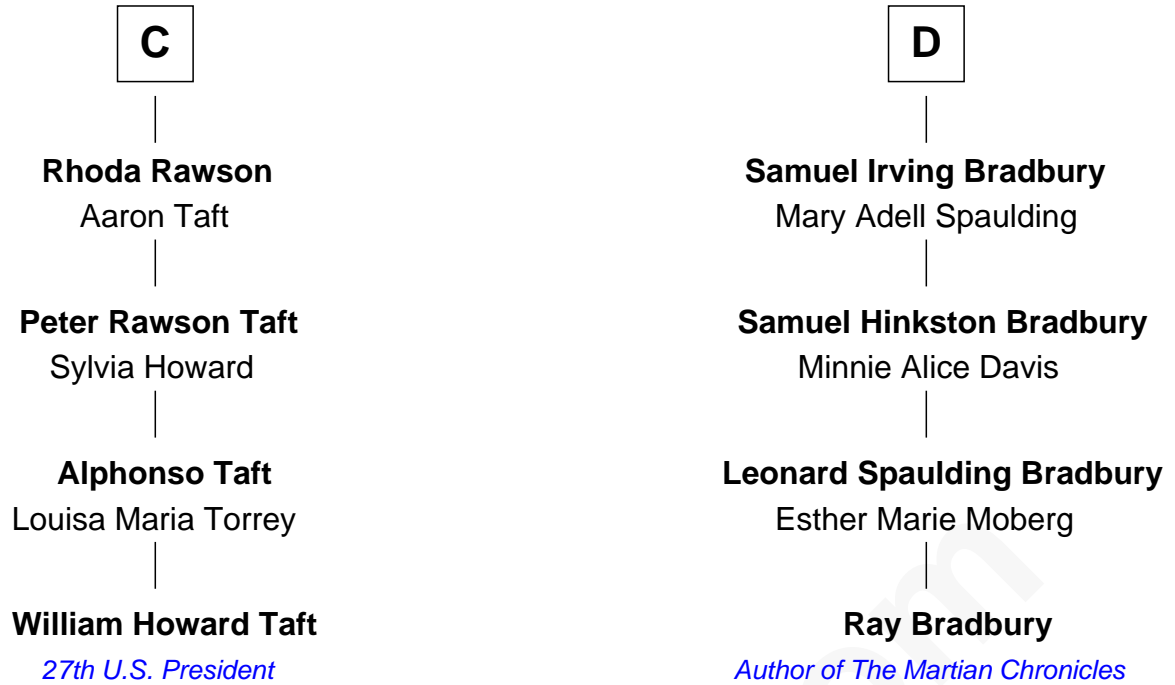 C
D
Rhoda Rawson
Aaron Taft
Samuel Irving Bradbury
Mary Adell Spaulding
Peter Rawson Taft
Sylvia Howard
Samuel Hinkston Bradbury
Minnie Alice Davis
Alphonso Taft
Louisa Maria Torrey
Leonard Spaulding Bradbury
Esther Marie Moberg
William Howard Taft
27th U.S. President
Ray Bradbury
Author of The Martian Chronicles